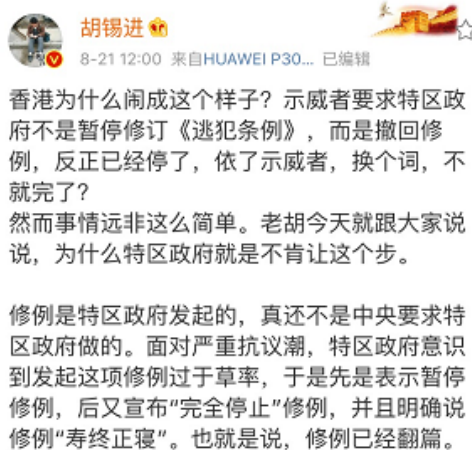 胡锡进
8-21 12:00 来自HUAWEI P30... 已编辑
香港为什么闹成这个样子？示威者要求特区政
府不是暂停修订《逃犯条例》，而是撤回修
例，反正已经停了，依了示威者，换个词，不
就完了？
然而事情远非这么简单。老胡今天就跟大家说
说，为什么特区政府就是不肯让这个步。
修例是特区政府发起的，真还不是中央要求特
区政府做的。面对严重抗议潮，特区政府意识
到发起这项修例过于草率，于是先是表示暂停
修例，后又宣布“完全停止”修例，并且明确说
修例“寿终正寝”。也就是说，修例已经翻篇。